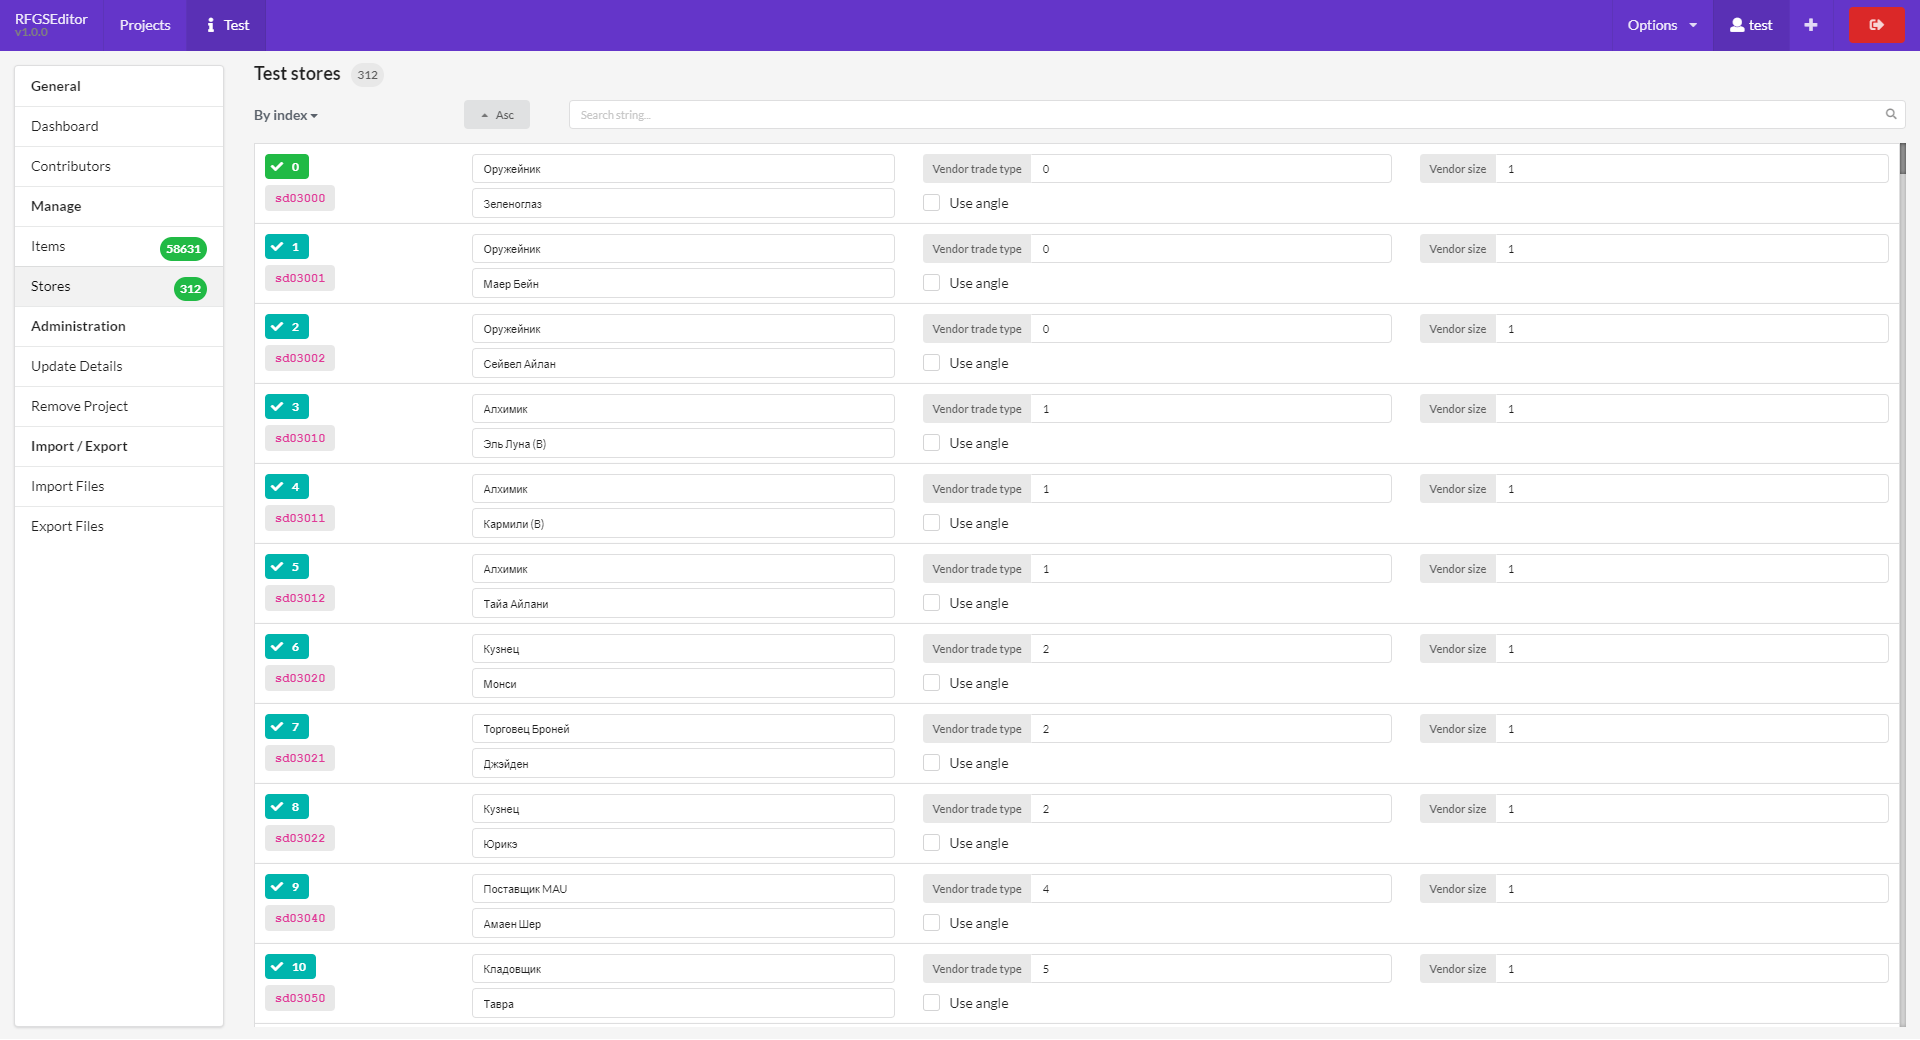 RFGSEditor
v1.0.0
Projects
Test
Options
test
General
Dashboard
Contributors
Manage
Items 58631
Stores 312
Administration
Update Details
Remove Project
Import / Export
Import Files
Export Files
Test stores 312
By index
Asc
Search string...
0 Оружейник Vendor trade type 0 Vendor size 1
sd03000 Зеленоглаз Use angle
1 Оружейник Vendor trade type 0 Vendor size 1
sd03001 Маер Бейн Use angle
2 Оружейник Vendor trade type 0 Vendor size 1
sd03002 Сейвел Айлан Use angle
3 Алхимик Vendor trade type 1 Vendor size 1
sd03010 Эль Луна (B) Use angle
4 Алхимик Vendor trade type 1 Vendor size 1
sd03011 Кармили (B) Use angle
5 Алхимик Vendor trade type 1 Vendor size 1
sd03012 Тайа Айлани Use angle
6 Кузнец Vendor trade type 2 Vendor size 1
sd03020 Монси Use angle
7 Торговец Броней Vendor trade type 2 Vendor size 1
sd03021 Джэйден Use angle
8 Кузнец Vendor trade type 2 Vendor size 1
sd03022 Юрикэ Use angle
9 Поставщик MAU Vendor trade type 4 Vendor size 1
sd03040 Амаен Шер Use angle
10 Кладовщик Vendor trade type 5 Vendor size 1
sd03050 Тавра Use angle